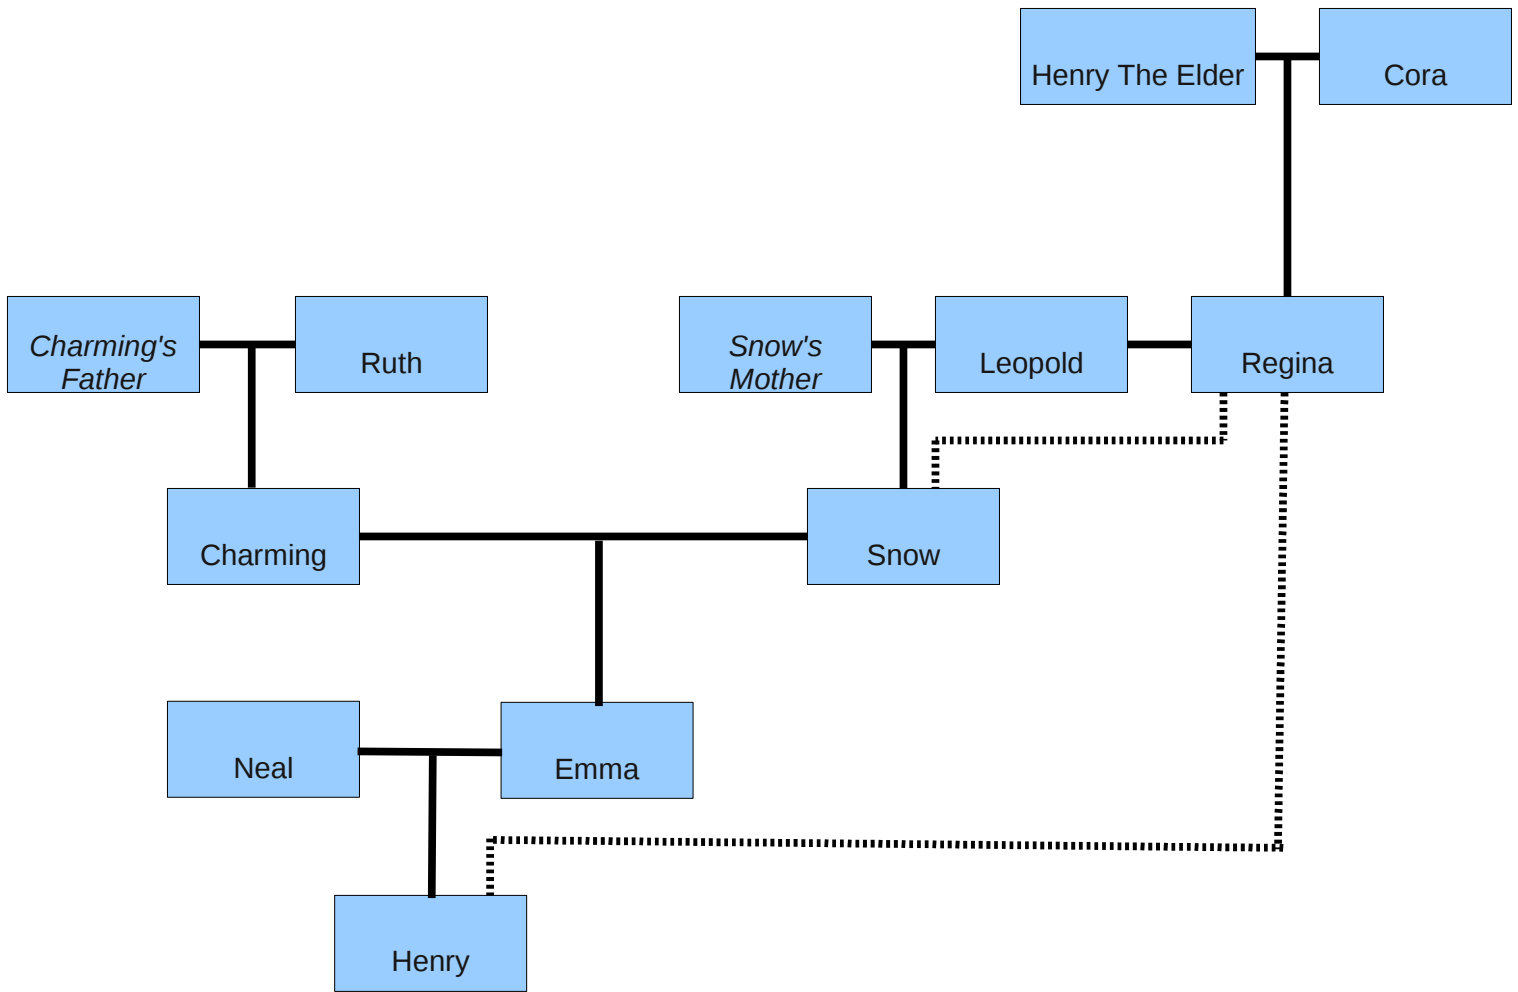 Henry The Elder
Cora
Charming's
Father
Ruth
Snow's
Mother
Leopold
Regina
Charming
Snow
Neal
Emma
Henry